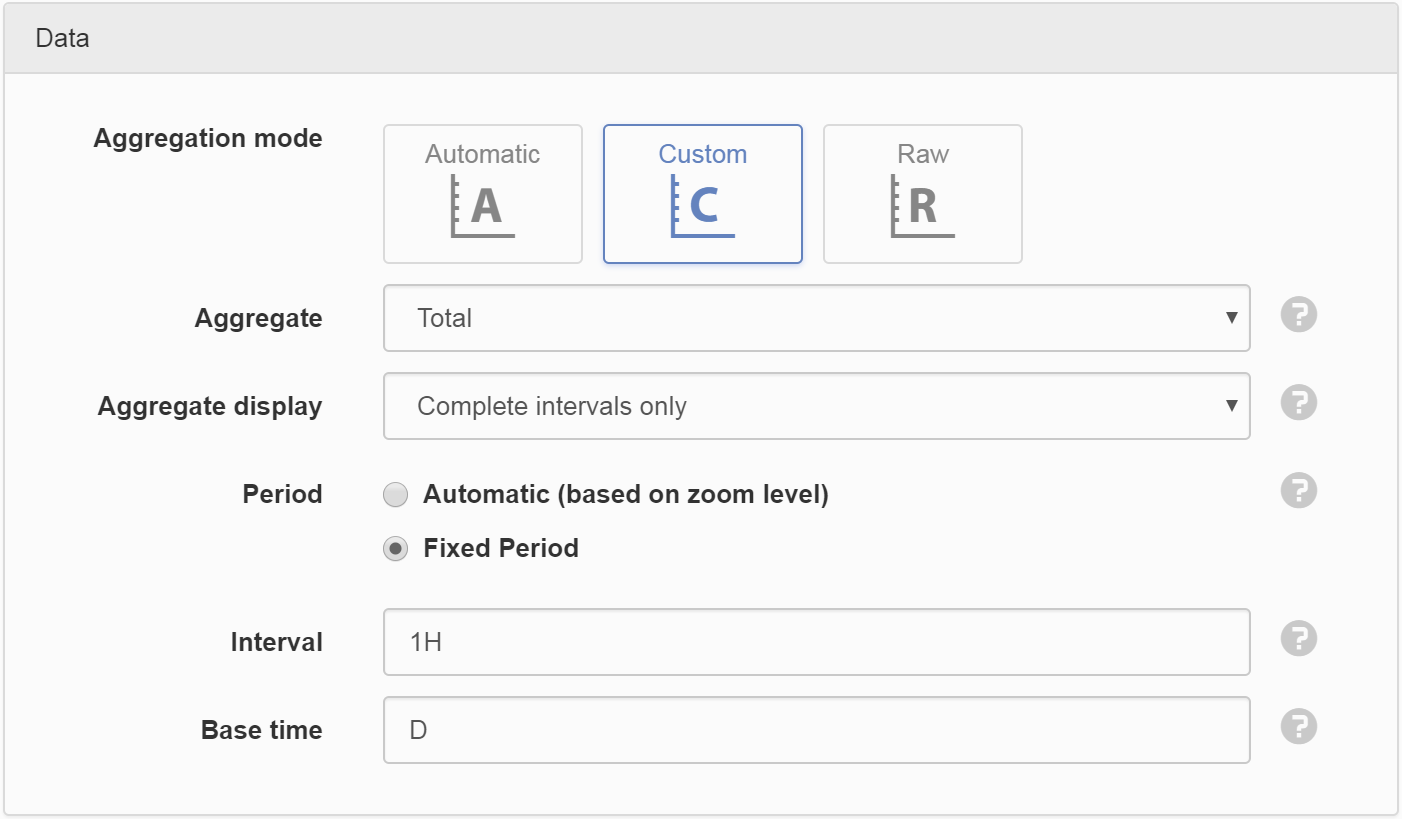 Data
Aggregation mode
Automatic Custom Raw
A C R
Aggregate Total ▼ ?
Aggregate display Complete intervals only ▼ ?
Period Automatic (based on zoom level) ?
Fixed Period
Interval 1H ?
Base time D ?